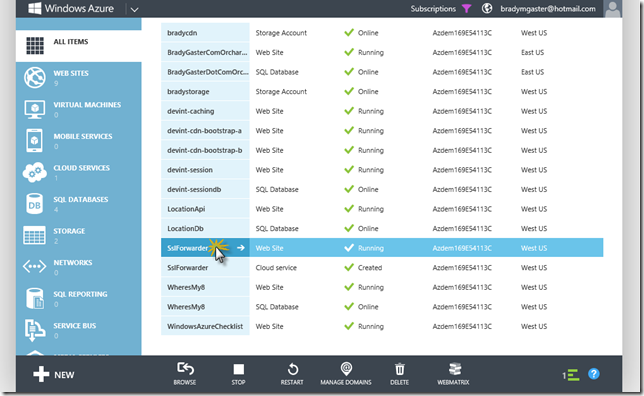 Windows Azure Subscriptions bradymgaster@hotmail.com
ALL ITEMS
WEB SITES
9
VIRTUAL MACHINES
0
MOBILE SERVICES
0
CLOUD SERVICES
1
SQL DATABASES
4
STORAGE
2
NETWORKS
0
SQL REPORTING
0
SERVICE BUS
0
bradycdn Storage Account Online Azdem169E54113C West US
BradyGasterComOrchar... Web Site Running Azdem169E54113C East US
BradyGasterDotComOrc... SQL Database Online Azdem169E54113C East US
bradystorage Storage Account Online Azdem169E54113C West US
devint-caching Web Site Running Azdem169E54113C West US
devint-cdn-bootstrap-a Web Site Running Azdem169E54113C West US
devint-cdn-bootstrap-b Web Site Running Azdem169E54113C West US
devint-session Web Site Running Azdem169E54113C West US
devint-sessiondb SQL Database Online Azdem169E54113C West US
LocationApi Web Site Running Azdem169E54113C West US
LocationDb SQL Database Online Azdem169E54113C West US
SslForwarder Web Site Running Azdem169E54113C West US
SslForwarder Cloud service Created Azdem169E54113C West US
WheresMy8 Web Site Running Azdem169E54113C West US
WheresMy8 SQL Database Online Azdem169E54113C West US
WindowsAzureChecklist Web Site Running Azdem169E54113C West US
NEW BROWSE STOP RESTART MANAGE DOMAINS DELETE WEBMATRIX 1 ?